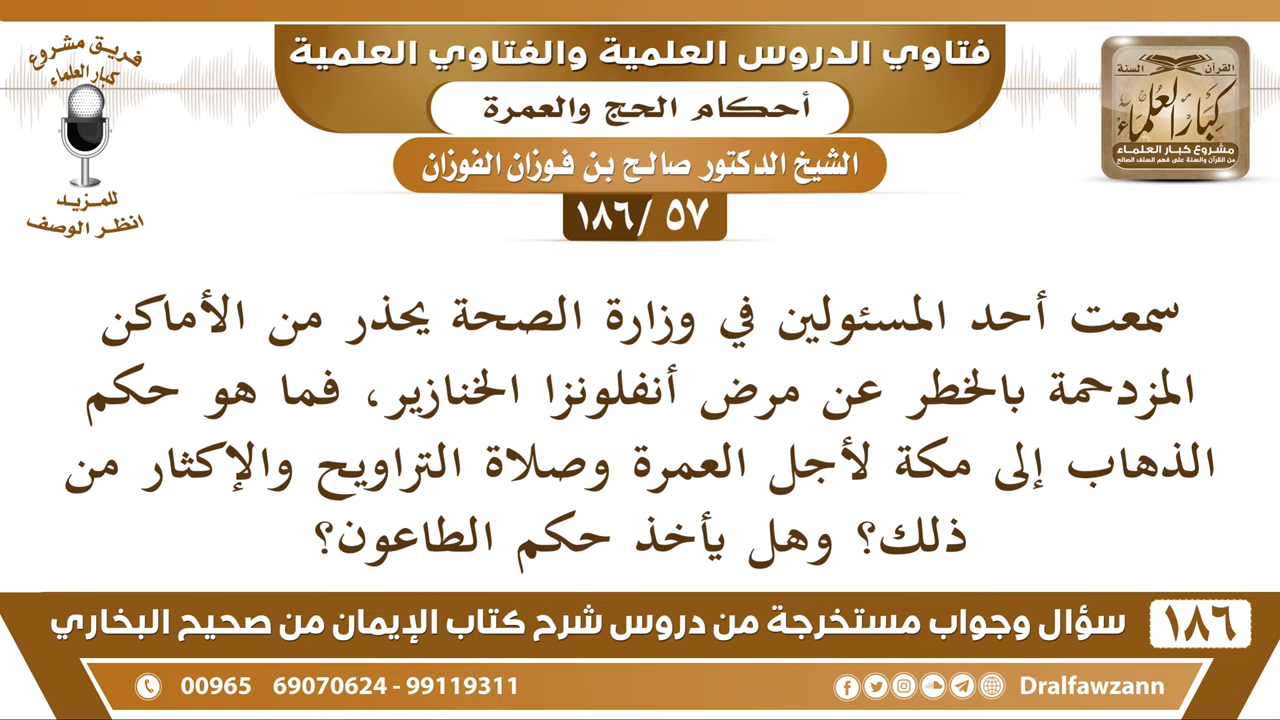 فتاوي الدروس العلمية والفتاوي العلمية
أحكام الحج والعمرة
الشيخ الدكتور صالح بن فوزان الفوزان
٥٧ / ١٨٦
فريق مشروع
كبار العلماء
للمزيد
انظر الوصف
القرآن السنة
كبار العلماء
مشروع كبار العلماء
من القرآن والسنة على فهم السلف الصالح
سمعت أحد المسئولين في وزارة الصحة يحذر من الأماكن
المزدحمة بالخطر عن مرض أنفلونزا الخنازير، فما هو حكم
الذهاب إلى مكة لأجل العمرة وصلاة التراويح والإكثار من
ذلك؟ وهل يأخذ حكم الطاعون؟
١٨٦ سؤال وجواب مستخرجة من دروس شرح كتاب الإيمان من صحيح البخاري
00965 69070624 - 99119311
Dralfawzann